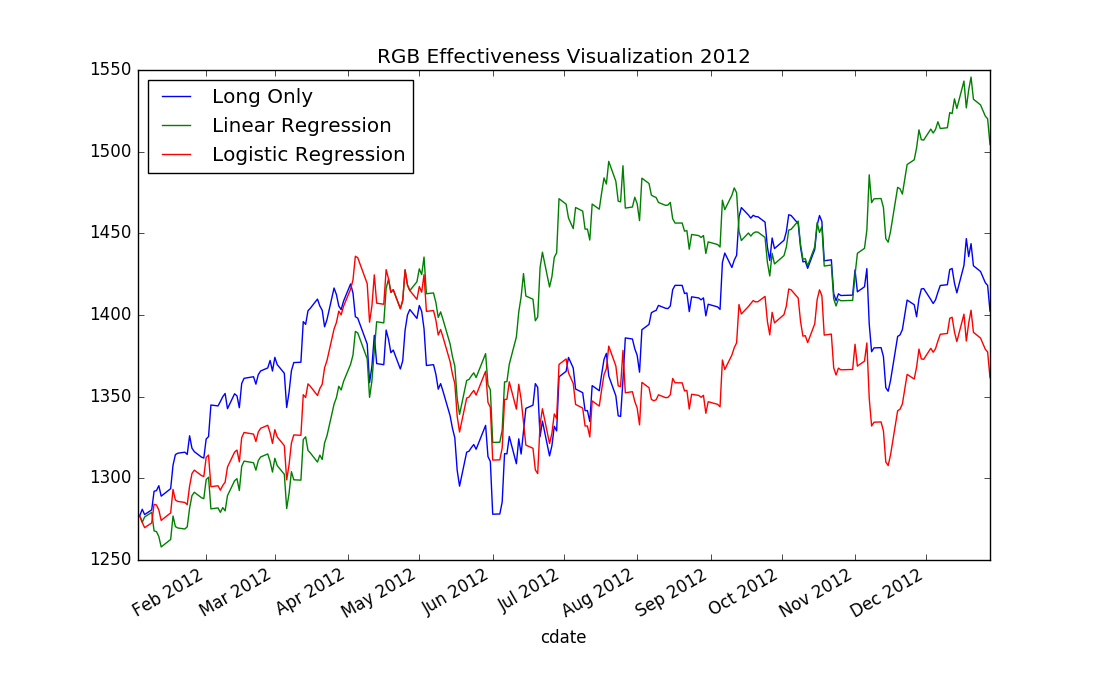 RGB Effectiveness Visualization 2012
1550
1500
1450
1400
1350
1300
1250
Long Only
Linear Regression
Logistic Regression
Feb 2012
Mar 2012
Apr 2012
May 2012
Jun 2012
Jul 2012
Aug 2012
Sep 2012
Oct 2012
Nov 2012
Dec 2012
cdate